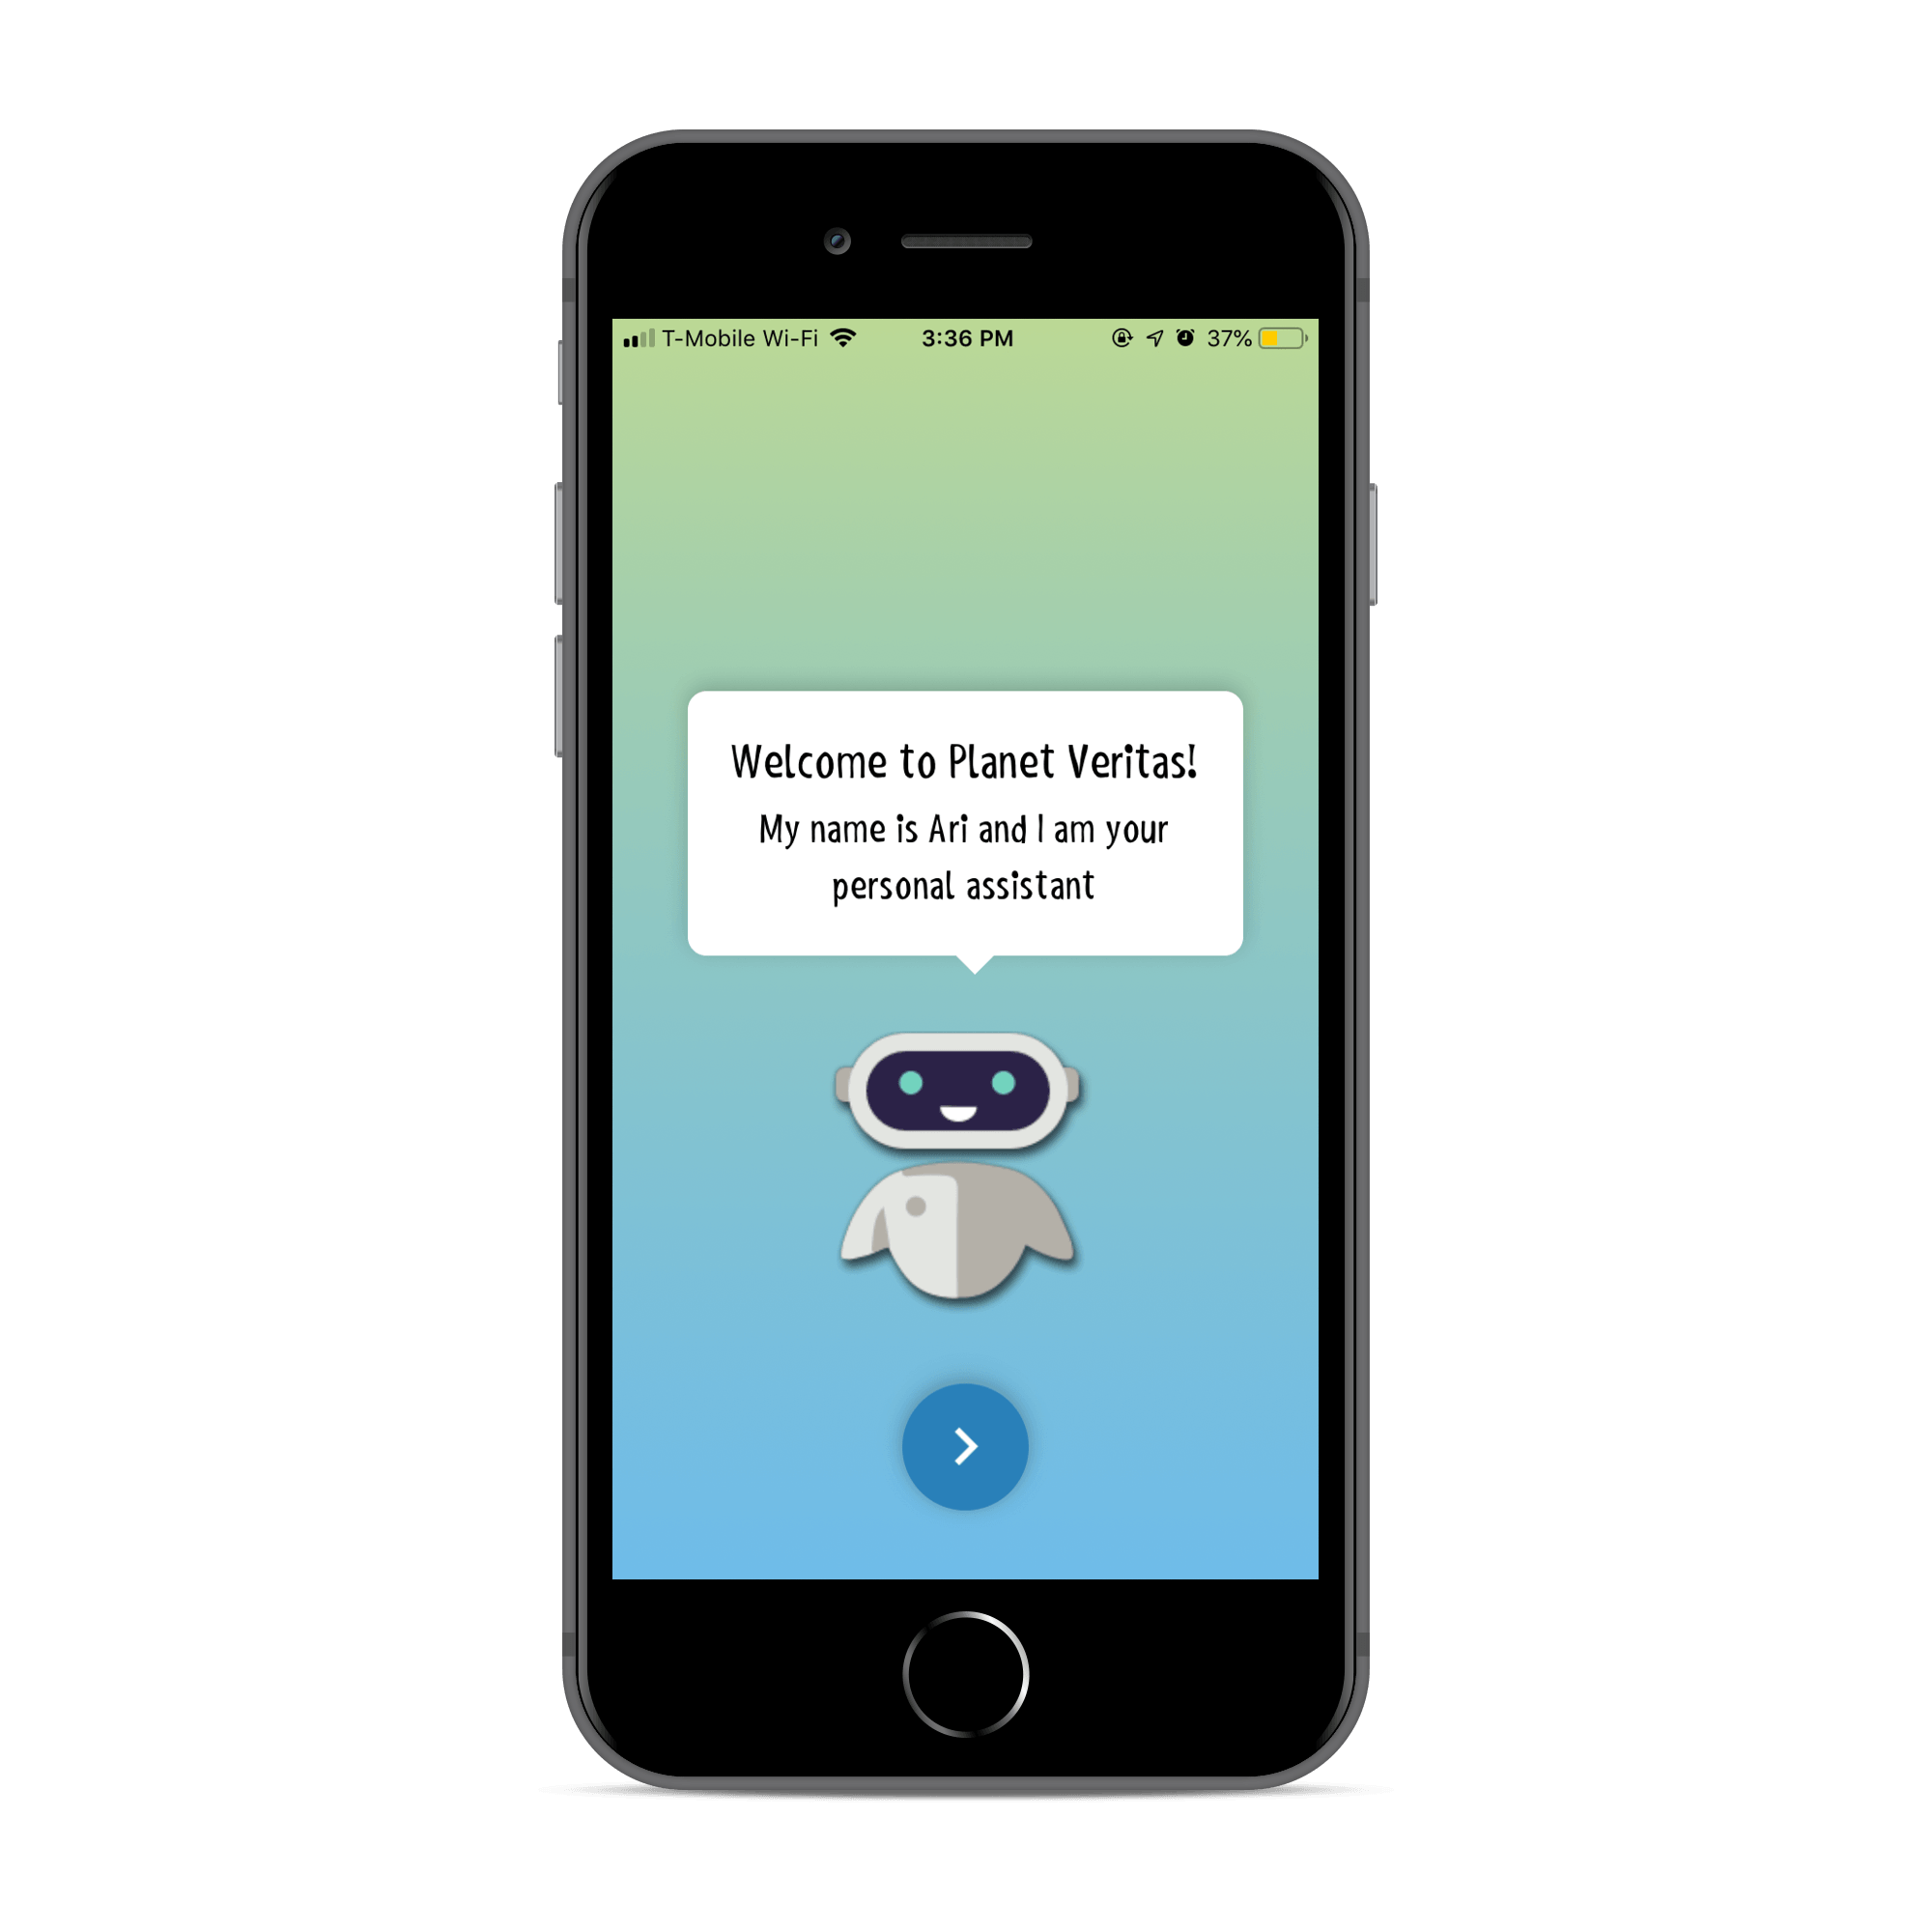 T-Mobile Wi-Fi 3:36 PM 37%
Welcome to Planet Veritas!
My name is Ari and I am your
personal assistant